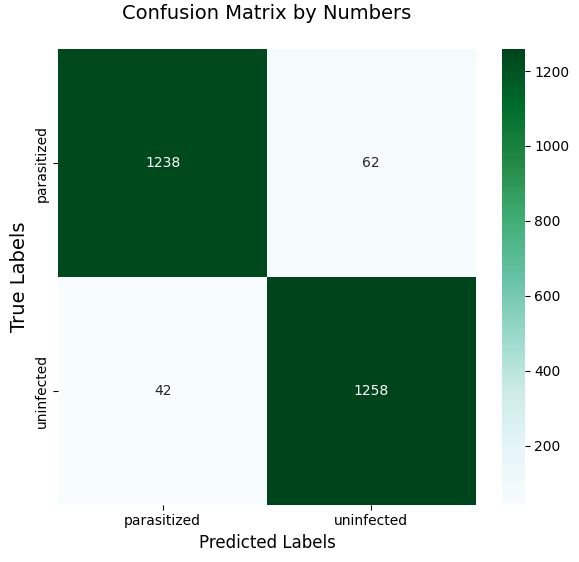 Confusion Matrix by Numbers
True Labels
parasitized
1238
62
uninfected
42
1258
parasitized
uninfected
Predicted Labels
1200
1000
800
600
400
200